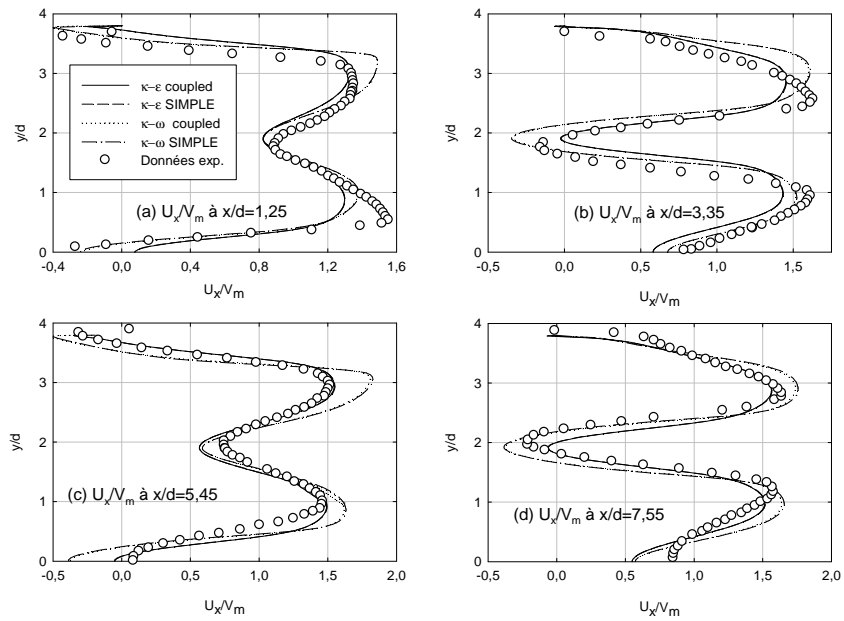 4
3
2
1
0
y/d
κ−ε coupled
κ−ε SIMPLE
κ−ω coupled
κ−ω SIMPLE
Données exp.
(a) Ux/Vm à x/d=1,25
-0,4 0,0 0,4 0,8 1,2 1,6
Ux/Vm
4
3
2
1
0
y/d
(b) Ux/Vm à x/d=3,35
-0,5 0,0 0,5 1,0 1,5
Ux/Vm
4
3
2
1
0
y/d
(c) Ux/Vm à x/d=5,45
-0,5 0,0 0,5 1,0 1,5 2,0
Ux/Vm
4
3
2
1
0
y/d
(d) Ux/Vm à x/d=7,55
-0,5 0,0 0,5 1,0 1,5 2,0
Ux/Vm